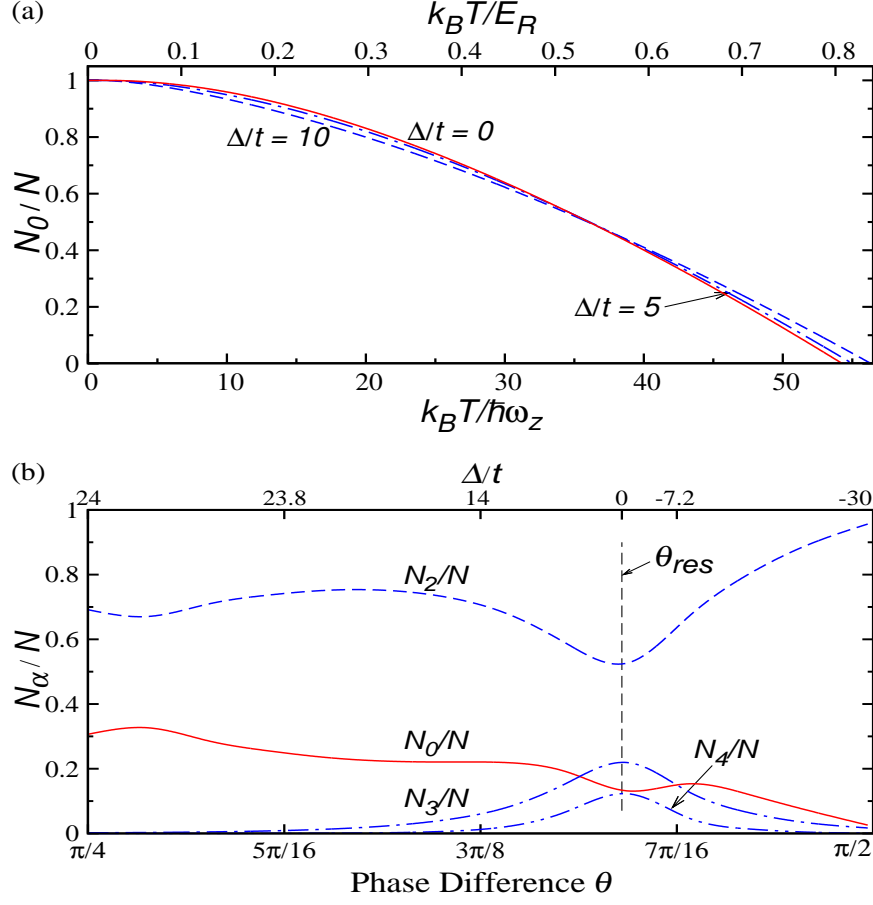 (a)
k_BT/E_R
0 0.1 0.2 0.3 0.4 0.5 0.6 0.7 0.8
1
0.8
0.6
0.4
0.2
0
N_0/N
Δ/t = 10
Δ/t = 0
Δ/t = 5
0 10 20 30 40 50
k_BT/ħω_z
(b)
Δ/t
24 23.8 14 0 -7.2 -30
1
0.8
0.6
0.4
0.2
0
N_α/N
θ_res
N_2/N
N_0/N
N_4/N
N_3/N
π/4 5π/16 3π/8 7π/16 π/2
Phase Difference θ